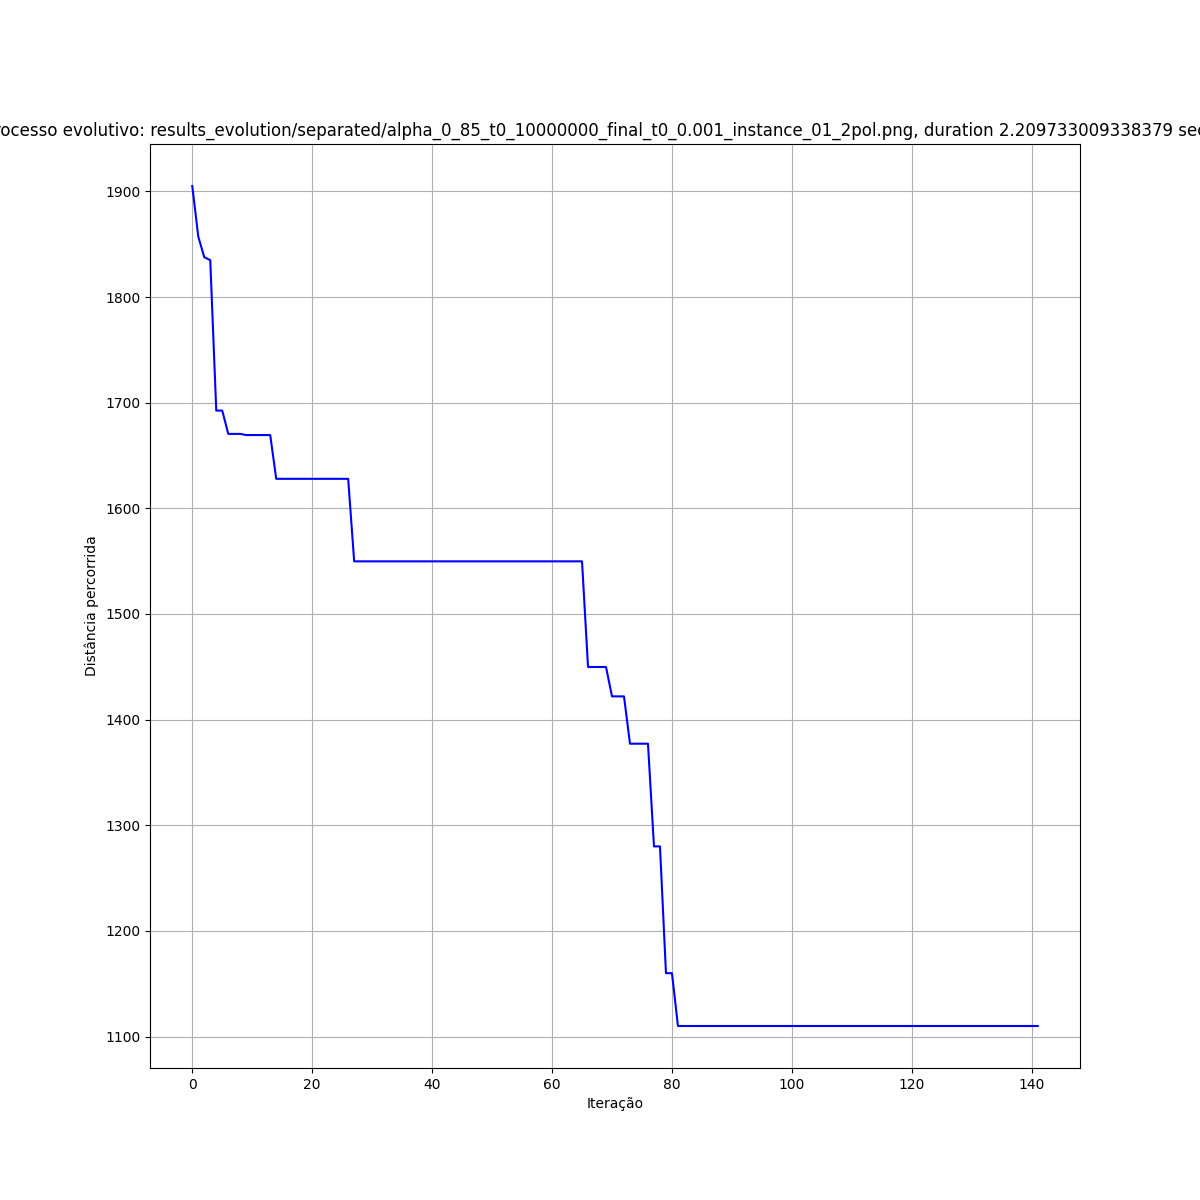 ocesso evolutivo: results_evolution/separated/alpha_0_85_t0_10000000_final_t0_0.001_instance_01_2pol.png, duration 2.209733009338379 sec
1900
1800
1700
1600
1500
1400
1300
1200
1100
Distância percorrida
0 20 40 60 80 100 120 140
Iteração